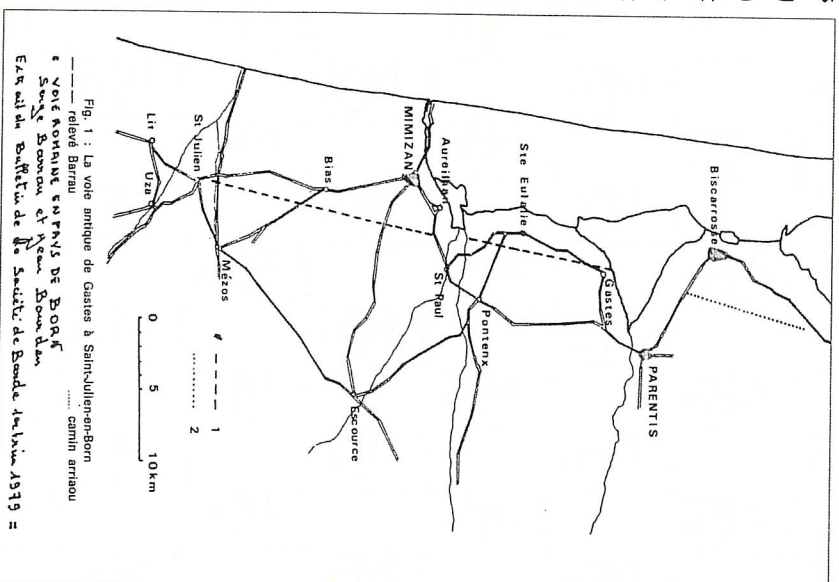 Biscarrosse
PARENTIS
Gastes
Ste Eulalie
Pontenx
St Paul
Aureilhan
MIMIZAN
Bias
Escource
Mézos
St Julien
Lit
Uza
1
2
0 5 10 km
Fig. 1 : La voie antique de Gastes à Saint-Julien-en-Born
— — — relevé Barrau ...... camin arriaou
= VOIE ROMAINE EN PAYS DE BORN
Serge Barrau et Jean Bourden
Extrait du Bulletin de la Société de Borda 1979 =